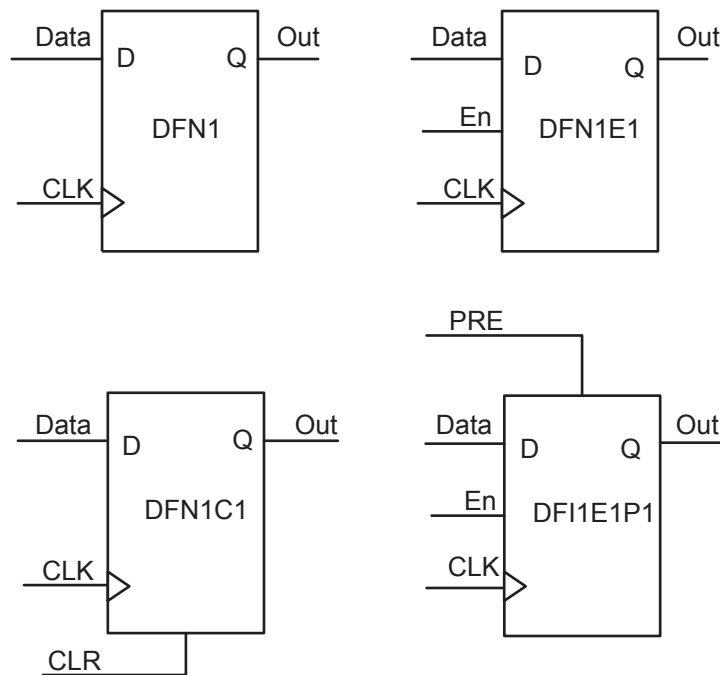 Data
D
Q
Out
DFN1
CLK
Data
D
Q
Out
En
DFN1E1
CLK
Data
D
Q
Out
DFN1C1
CLK
CLR
PRE
Data
D
Q
Out
En
DFI1E1P1
CLK